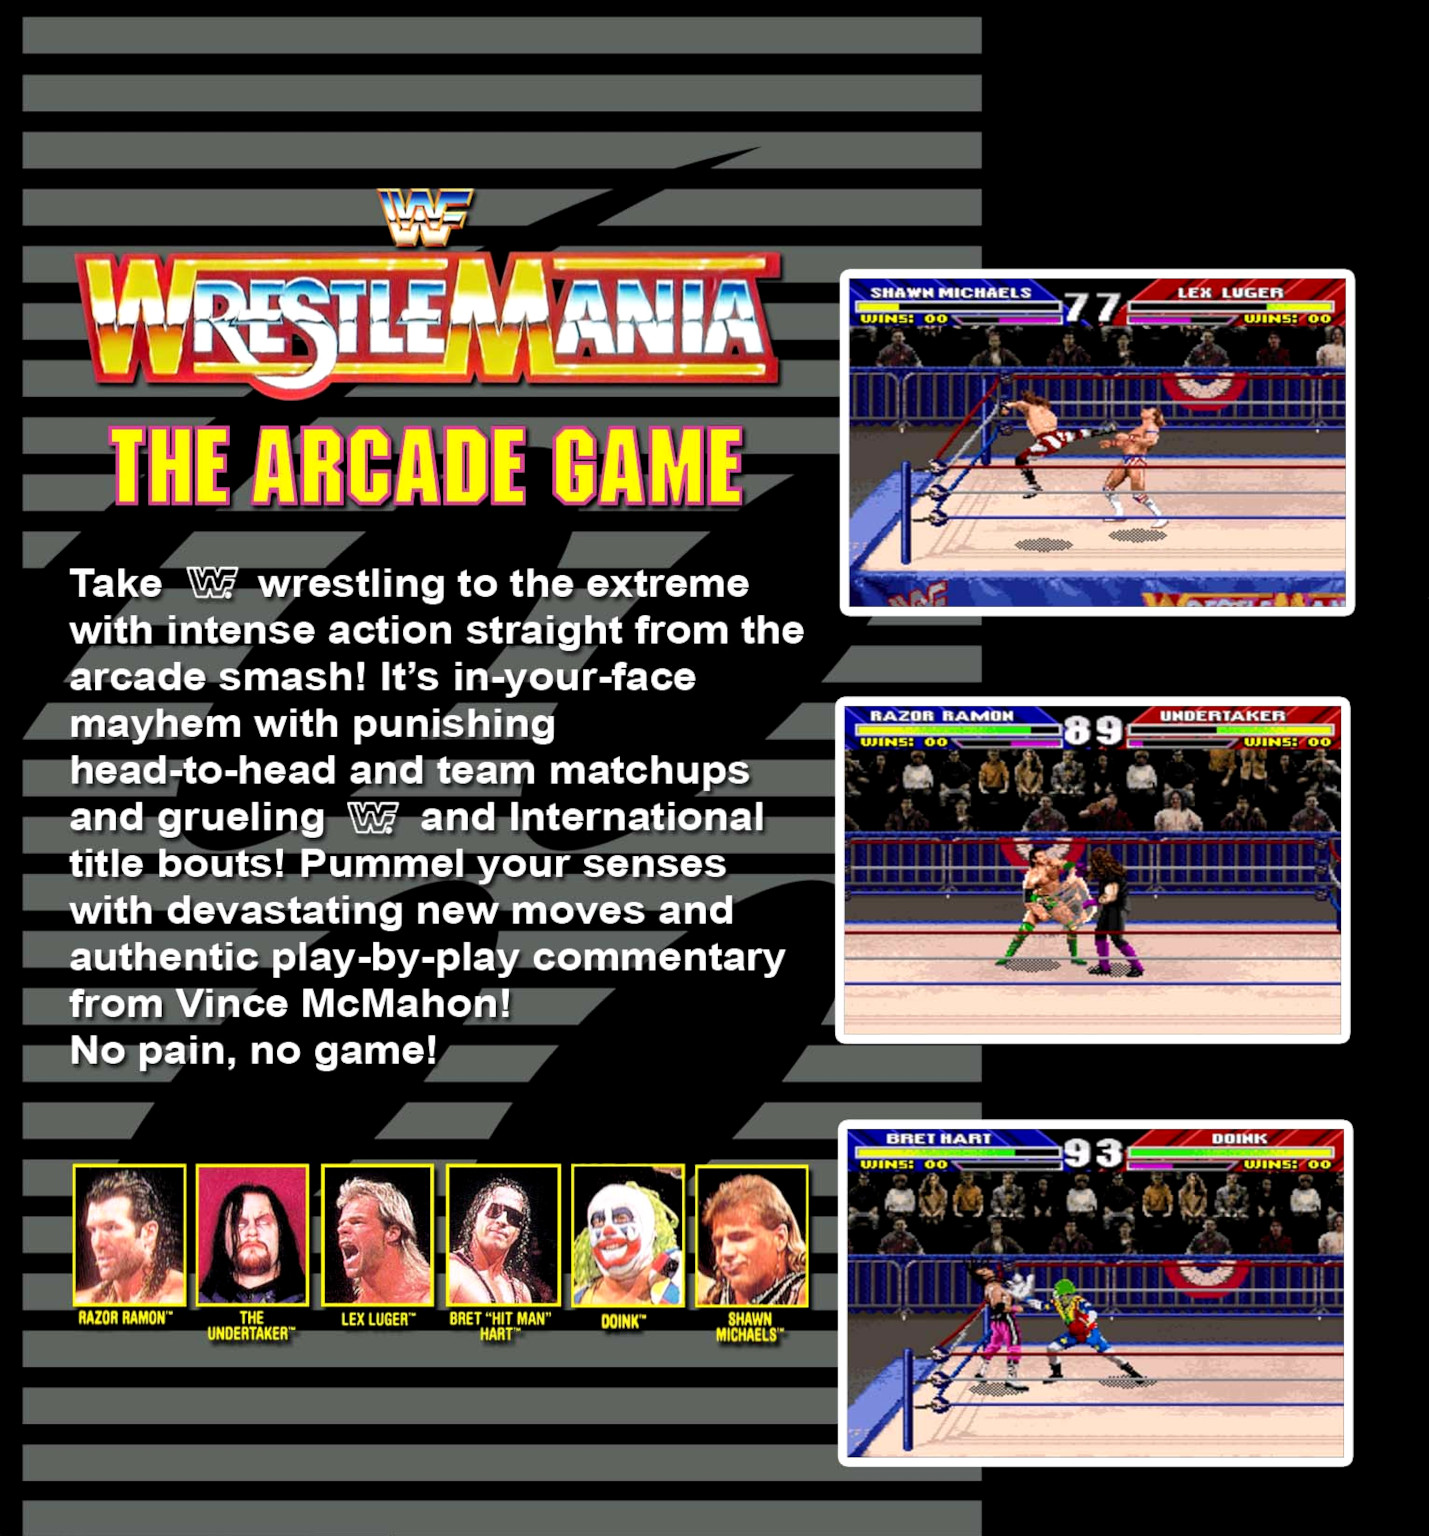 WF
WRESTLEMANIA
THE ARCADE GAME
Take WF wrestling to the extreme
with intense action straight from the
arcade smash! It’s in-your-face
mayhem with punishing
head-to-head and team matchups
and grueling WF and International
title bouts! Pummel your senses
with devastating new moves and
authentic play-by-play commentary
from Vince McMahon!
No pain, no game!
RAZOR RAMON™
THE
UNDERTAKER™
LEX LUGER™
BRET “HIT MAN”
HART™
DOINK™
SHAWN
MICHAELS™
SHAWN MICHAELS 77 LEX LUGER
WINS: 00 WINS: 00
WF WRESTLEMAN
RAZOR RAMON 89 UNDERTAKER
WINS: 00 WINS: 00
BRET HART 93 DOINK
WINS: 00 WINS: 00